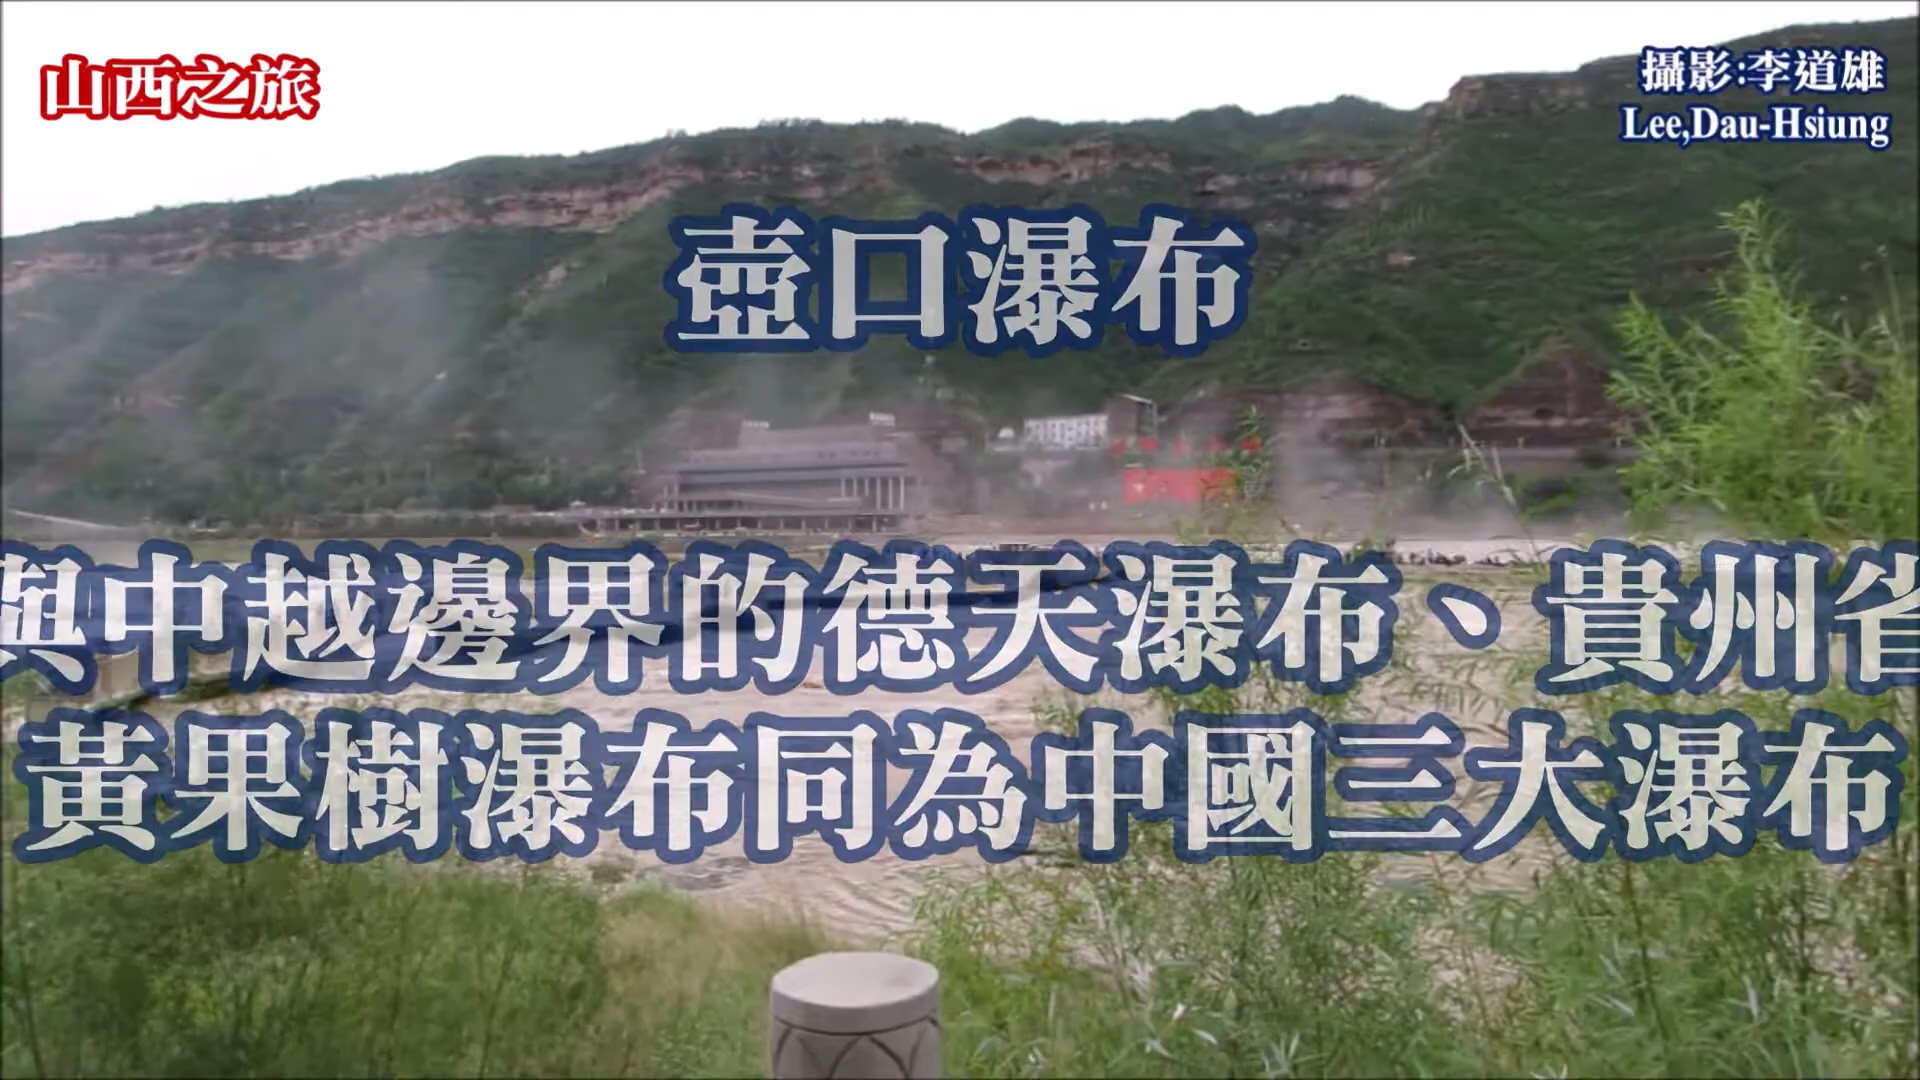 山西之旅
攝影:李道雄
Lee,Dau-Hsiung
壺口瀑布
與中越邊界的德天瀑布、貴州省
黃果樹瀑布同為中國三大瀑布